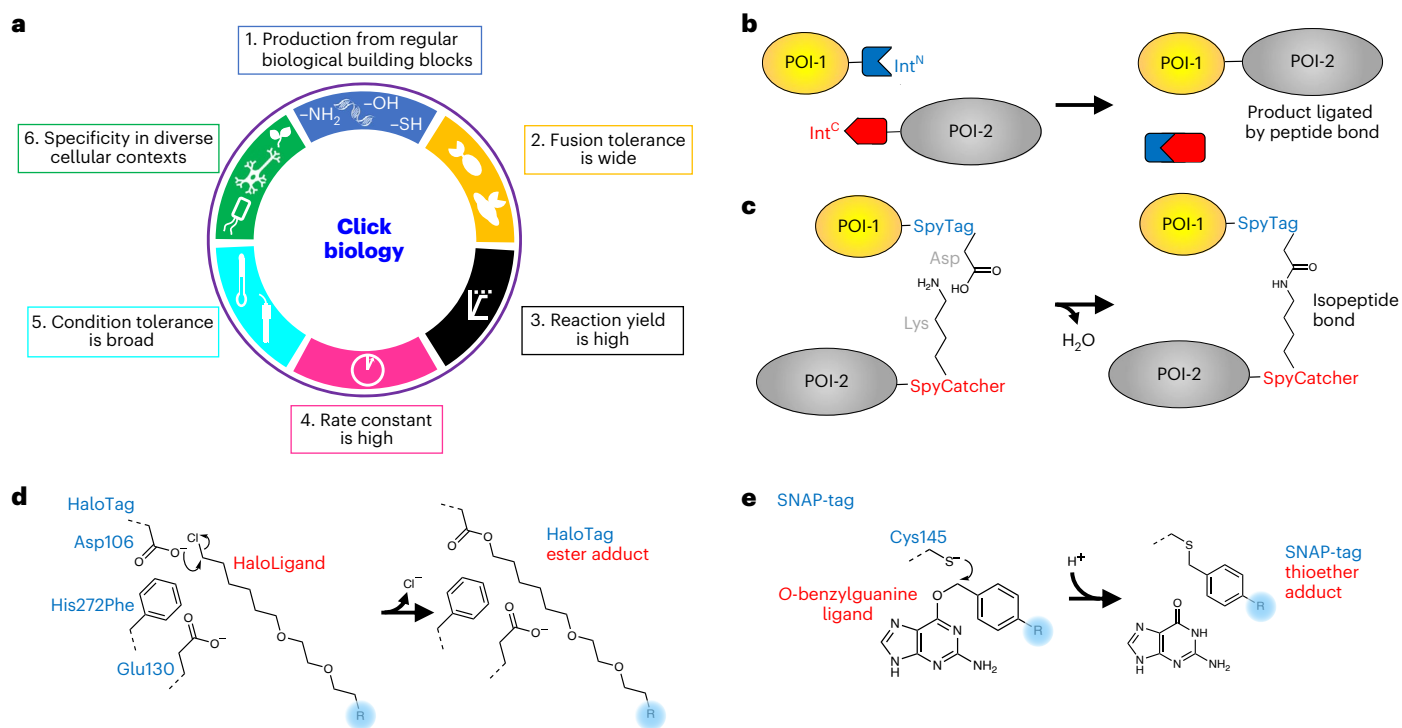 a
1. Production from regular
biological building blocks
–NH2
–OH
–SH
6. Specificity in diverse
cellular contexts
2. Fusion tolerance
is wide
Click
biology
5. Condition tolerance
is broad
3. Reaction yield
is high
4. Rate constant
is high
b
POI-1
IntN
IntC
POI-2
POI-1
POI-2
Product ligated
by peptide bond
c
POI-1
SpyTag
Asp
O
HO
H2N
Lys
POI-2
SpyCatcher
H2O
POI-1
SpyTag
O
N
H
Isopeptide
bond
POI-2
SpyCatcher
d
HaloTag
Asp106
O
O–
Cl
HaloLigand
His272Phe
Glu130
O
O–
O
O
R
Cl–
O
O
HaloTag
ester adduct
O
O–
O
O
R
e
SNAP-tag
Cys145
S–
O-benzylguanine
ligand
O
R
N
N
N
H
N
NH2
H+
S
R
SNAP-tag
thioether
adduct
O
N
NH
N
H
N
NH2